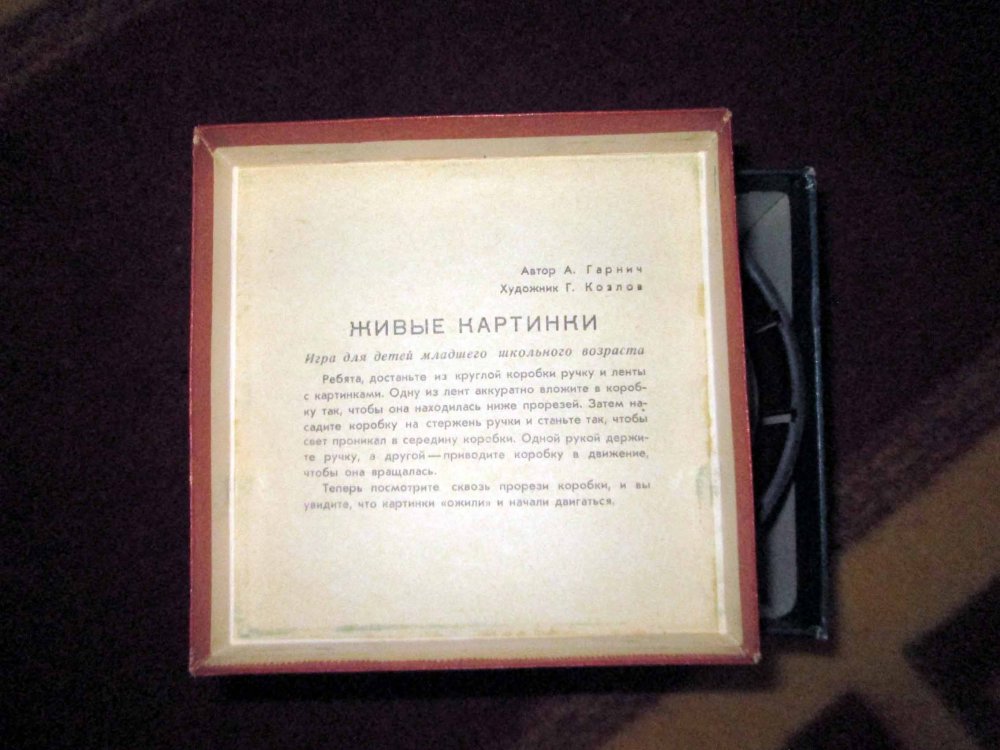 Автор А. Гарнич
Художник Г. Козлов
ЖИВЫЕ КАРТИНКИ
Игра для детей младшего школьного возраста
Ребята, достаньте из круглой коробки ручку и ленты
с картинками. Одну из лент аккуратно вложите в короб-
ку так, чтобы она находилась ниже прорезей. Затем на-
садите коробку на стержень ручки и станьте так, чтобы
свет проникал в середину коробки. Одной рукой держи-
те ручку, а другой — приводите коробку в движение,
чтобы она вращалась.
Теперь посмотрите сквозь прорези коробки, и вы
увидите, что картинки «ожили» и начали двигаться.